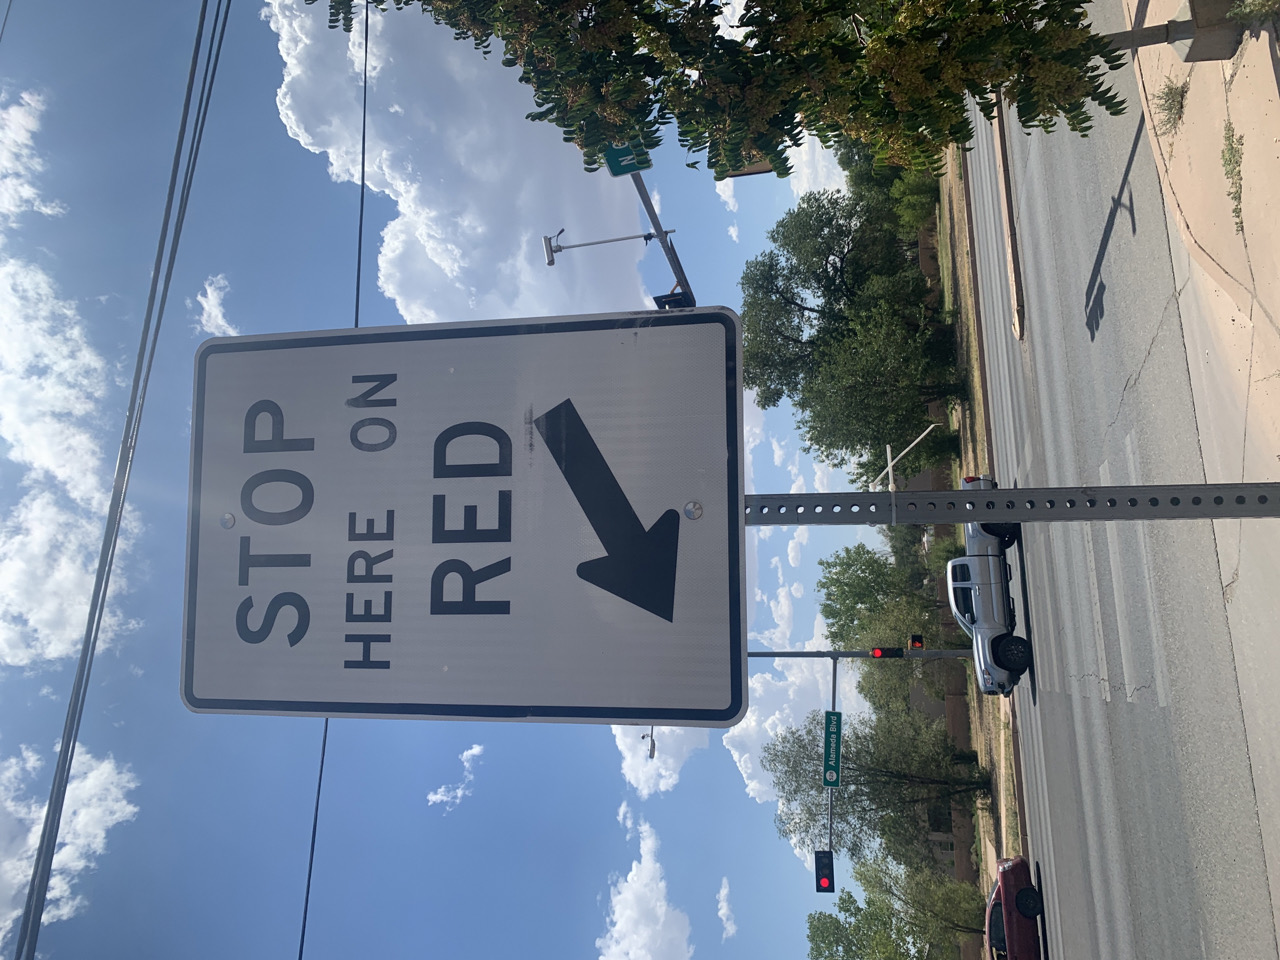 STOP
HERE ON
RED
Alameda Blvd